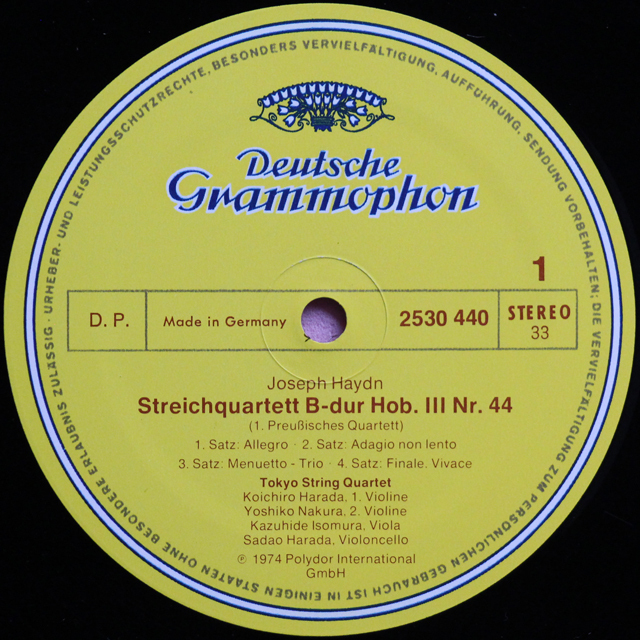 URHEBER- UND LEISTUNGSSCHUTZRECHTE, BESONDERS VERVIELFÄLTIGUNG, AUFFÜHRUNG, SENDUNG VORBEHALTEN; DIE VERVIELFÄLTIGUNG ZUM PERSÖNLICHEN GEBRAUCH IST IN EINIGEN STAATEN OHNE BESONDERE ERLAUBNIS ZULÄSSIG ·
Deutsche
Grammophon
1
D. P.
Made in Germany
2530 440
STEREO
33
Joseph Haydn
Streichquartett B-dur Hob. III Nr. 44
(1. Preußisches Quartett)
1. Satz: Allegro · 2. Satz: Adagio non lento
3. Satz: Menuetto - Trio · 4. Satz: Finale. Vivace
Tokyo String Quartet
Koichiro Harada, 1. Violine
Yoshiko Nakura, 2. Violine
Kazuhide Isomura, Viola
Sadao Harada, Violoncello
℗ 1974 Polydor International
GmbH